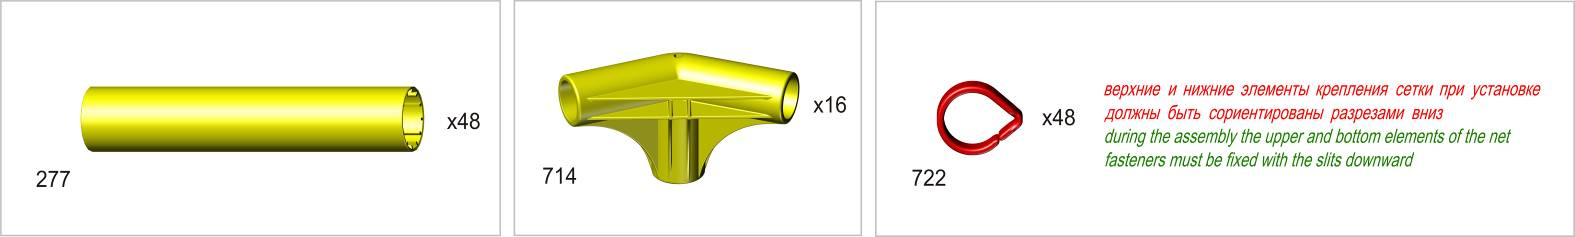 277
x48
714
x16
722
x48
верхние и нижние элементы крепления сетки при установке
должны быть сориентированы разрезами вниз
during the assembly the upper and bottom elements of the net
fasteners must be fixed with the slits downward